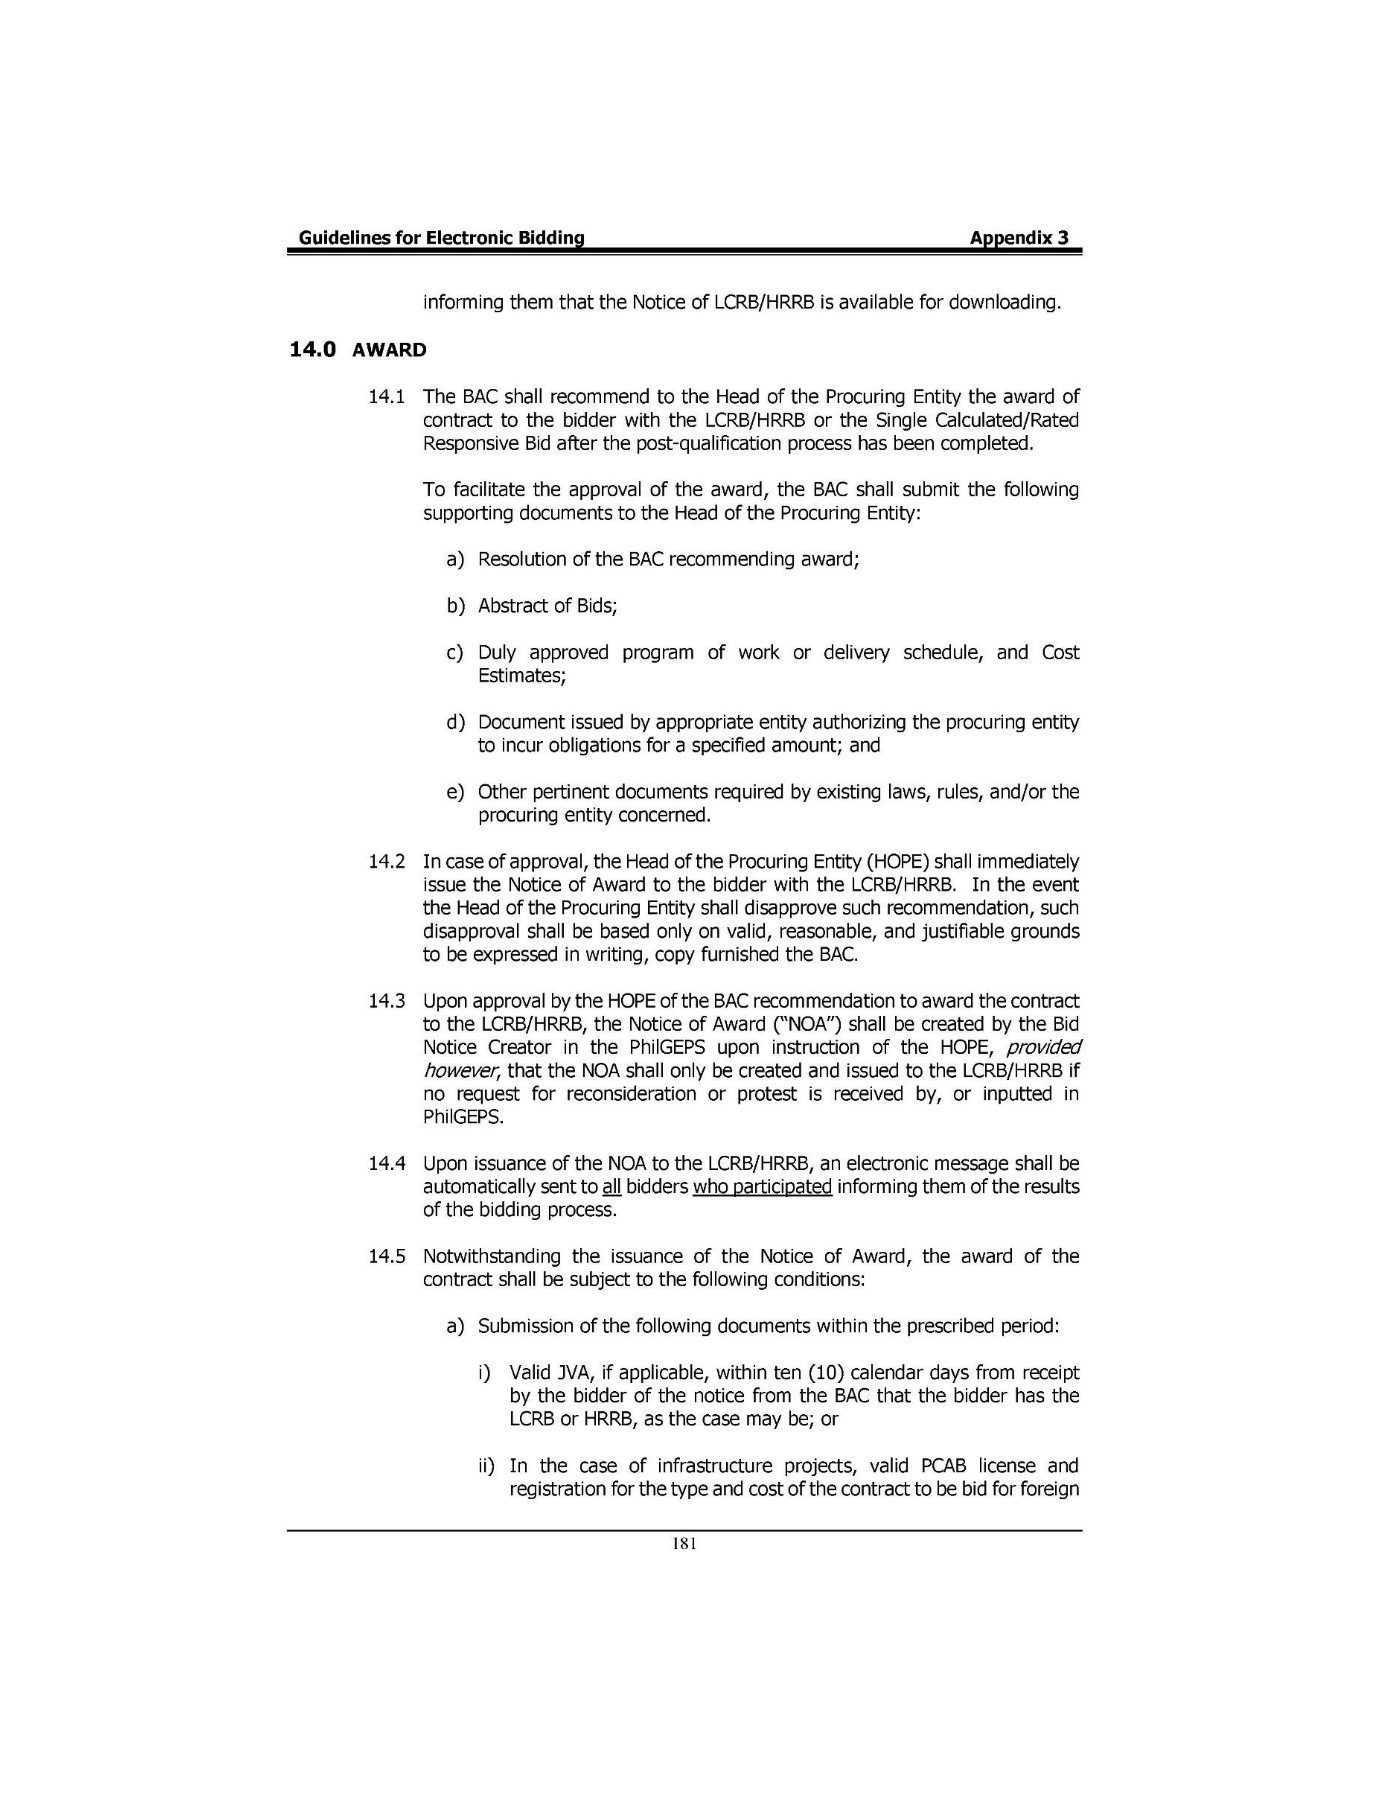 Guidelines for Electronic Bidding Appendix 3
informing them that the Notice of LCRB/HRRB is available for downloading.
14.0 AWARD
14.1 The BAC shall recommend to the Head of the Procuring Entity the award of
contract to the bidder with the LCRB/HRRB or the Single Calculated/Rated
Responsive Bid after the post-qualification process has been completed.
To facilitate the approval of the award, the BAC shall submit the following
supporting documents to the Head of the Procuring Entity:
a) Resolution of the BAC recommending award;
b) Abstract of Bids;
c) Duly approved program of work or delivery schedule, and Cost
Estimates;
d) Document issued by appropriate entity authorizing the procuring entity
to incur obligations for a specified amount; and
e) Other pertinent documents required by existing laws, rules, and/or the
procuring entity concerned.
14.2 In case of approval, the Head of the Procuring Entity (HOPE) shall immediately
issue the Notice of Award to the bidder with the LCRB/HRRB. In the event
the Head of the Procuring Entity shall disapprove such recommendation, such
disapproval shall be based only on valid, reasonable, and justifiable grounds
to be expressed in writing, copy furnished the BAC.
14.3 Upon approval by the HOPE of the BAC recommendation to award the contract
to the LCRB/HRRB, the Notice of Award ("NOA") shall be created by the Bid
Notice Creator in the PhilGEPS upon instruction of the HOPE, provided
however, that the NOA shall only be created and issued to the LCRB/HRRB if
no request for reconsideration or protest is received by, or inputted in
PhilGEPS.
14.4 Upon issuance of the NOA to the LCRB/HRRB, an electronic message shall be
automatically sent to all bidders who participated informing them of the results
of the bidding process.
14.5 Notwithstanding the issuance of the Notice of Award, the award of the
contract shall be subject to the following conditions:
a) Submission of the following documents within the prescribed period:
i) Valid JVA, if applicable, within ten (10) calendar days from receipt
by the bidder of the notice from the BAC that the bidder has the
LCRB or HRRB, as the case may be; or
ii) In the case of infrastructure projects, valid PCAB license and
registration for the type and cost of the contract to be bid for foreign
181